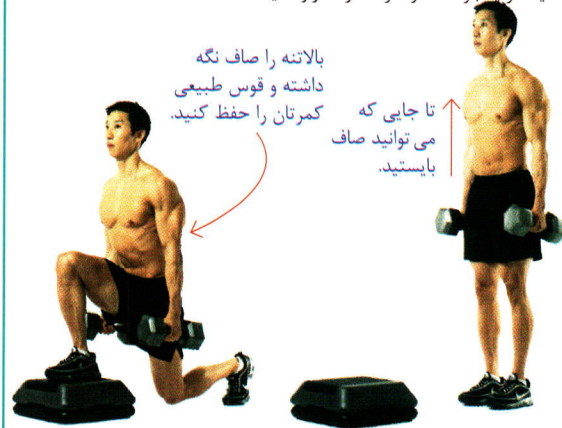 بالاتنه را صاف نگه
داشته و قوس طبیعی
کمرتان را حفظ کنید.
تا جایی که
می توانید صاف
بایستید.